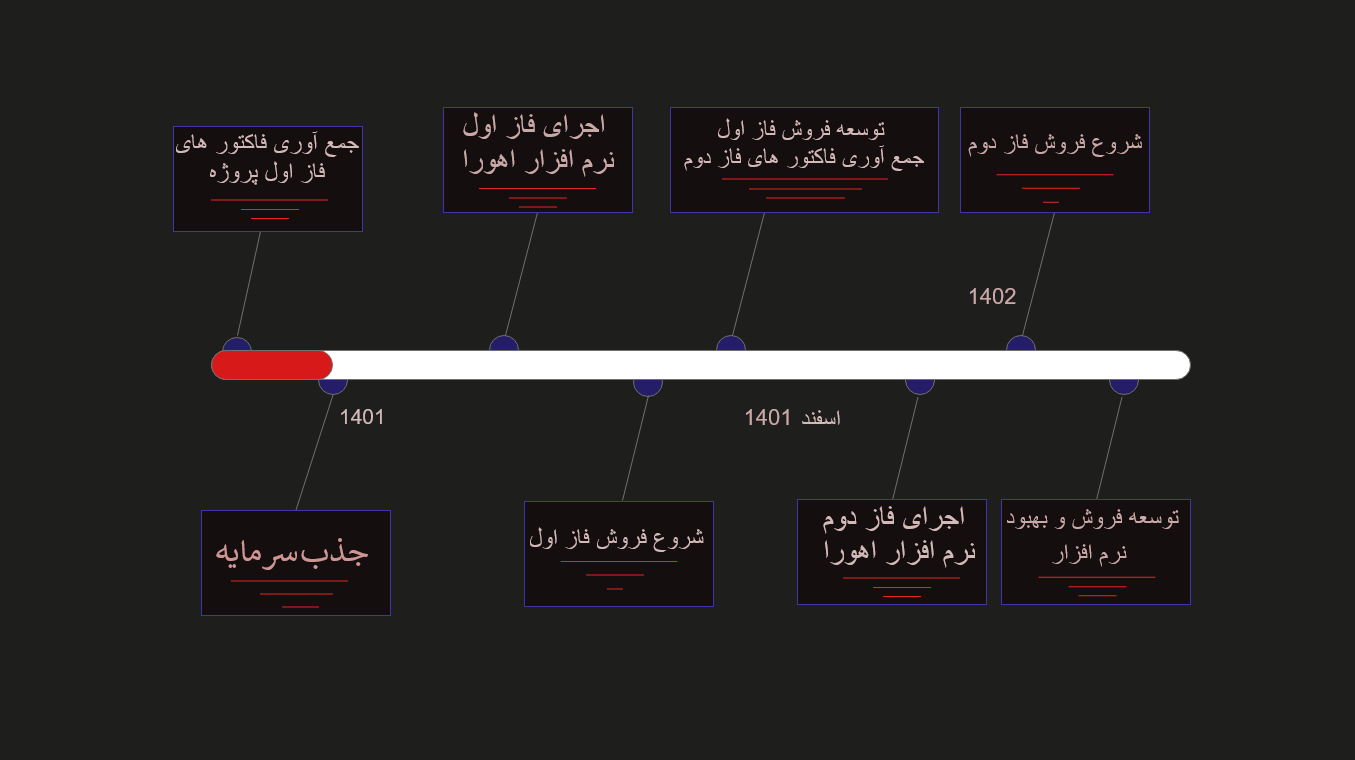 جمع آوری فاکتور های
فاز اول پروژه
اجرای فاز اول
نرم افزار اهورا
توسعه فروش فاز اول
جمع آوری فاکتور های فاز دوم
شروع فروش فاز دوم
1402
1401
اسفند 1401
جذب‌سرمایه
شروع فروش فاز اول
اجرای فاز دوم
نرم افزار اهورا
توسعه فروش و بهبود
نرم افزار